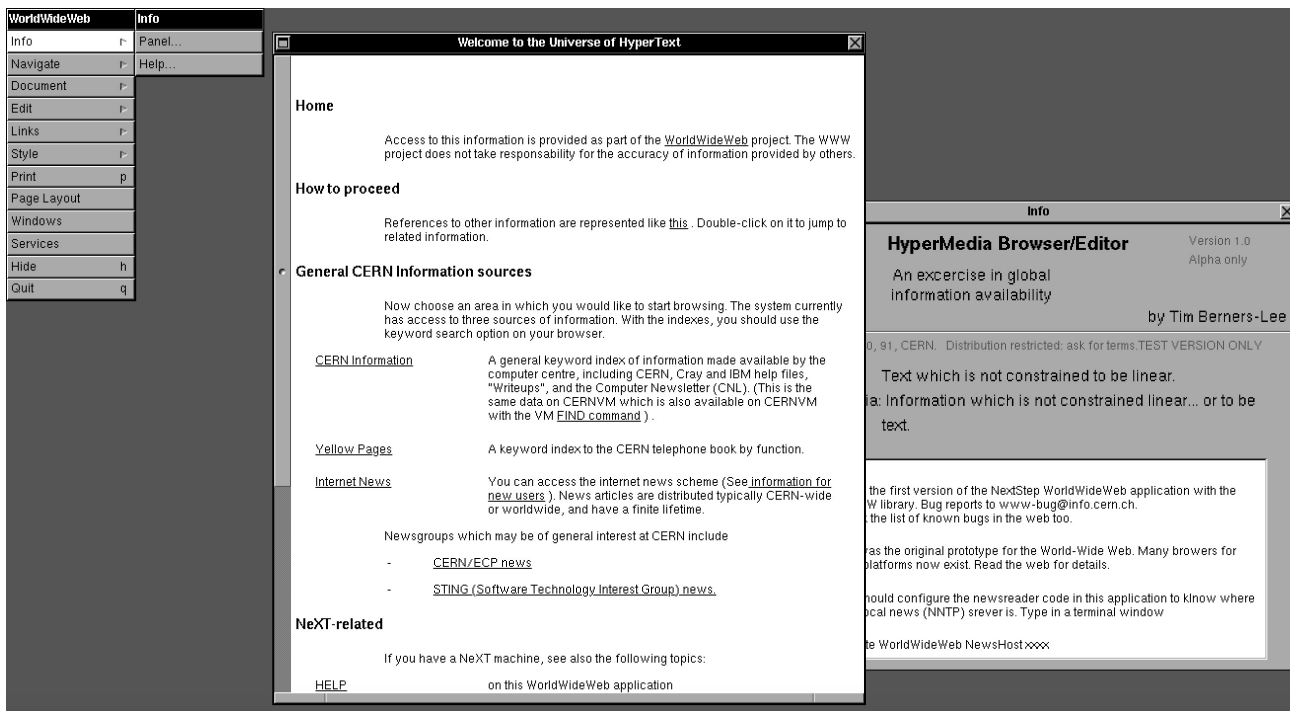 WorldWideWeb
Info
Navigate
Document
Edit
Links
Style
Print p
Page Layout
Windows
Services
Hide h
Quit q
Info
Panel...
Help...
Welcome to the Universe of HyperText
Home
Access to this information is provided as part of the WorldWideWeb project. The WWW
project does not take responsability for the accuracy of information provided by others.
How to proceed
References to other information are represented like this . Double-click on it to jump to
related information.
General CERN Information sources
Now choose an area in which you would like to start browsing. The system currently
has access to three sources of information. With the indexes, you should use the
keyword search option on your browser.
CERN Information A general keyword index of information made available by the
computer centre, including CERN, Cray and IBM help files,
"Writeups", and the Computer Newsletter (CNL). (This is the
same data on CERNVM which is also available on CERNVM
with the VM FIND command ) .
Yellow Pages A keyword index to the CERN telephone book by function.
Internet News You can access the internet news scheme (See information for
new users ). News articles are distributed typically CERN-wide
or worldwide, and have a finite lifetime.
Newsgroups which may be of general interest at CERN include
- CERN/ECP news
- STING (Software Technology Interest Group) news.
NeXT-related
If you have a NeXT machine, see also the following topics:
HELP on this WorldWideWeb application
Info
HyperMedia Browser/Editor
Version 1.0
Alpha only
An excercise in global
information availability
by Tim Berners-Lee
0, 91, CERN. Distribution restricted: ask for terms.TEST VERSION ONLY
Text which is not constrained to be linear.
ia: Information which is not constrained linear... or to be
text.
the first version of the NextStep WorldWideWeb application with the
W library. Bug reports to www-bug@info.cern.ch.
the list of known bugs in the web too.
as the original prototype for the World-Wide Web. Many browers for
platforms now exist. Read the web for details.
hould configure the newsreader code in this application to klnow where
ocal news (NNTP) srever is. Type in a terminal window
te WorldWideWeb NewsHost xxxx